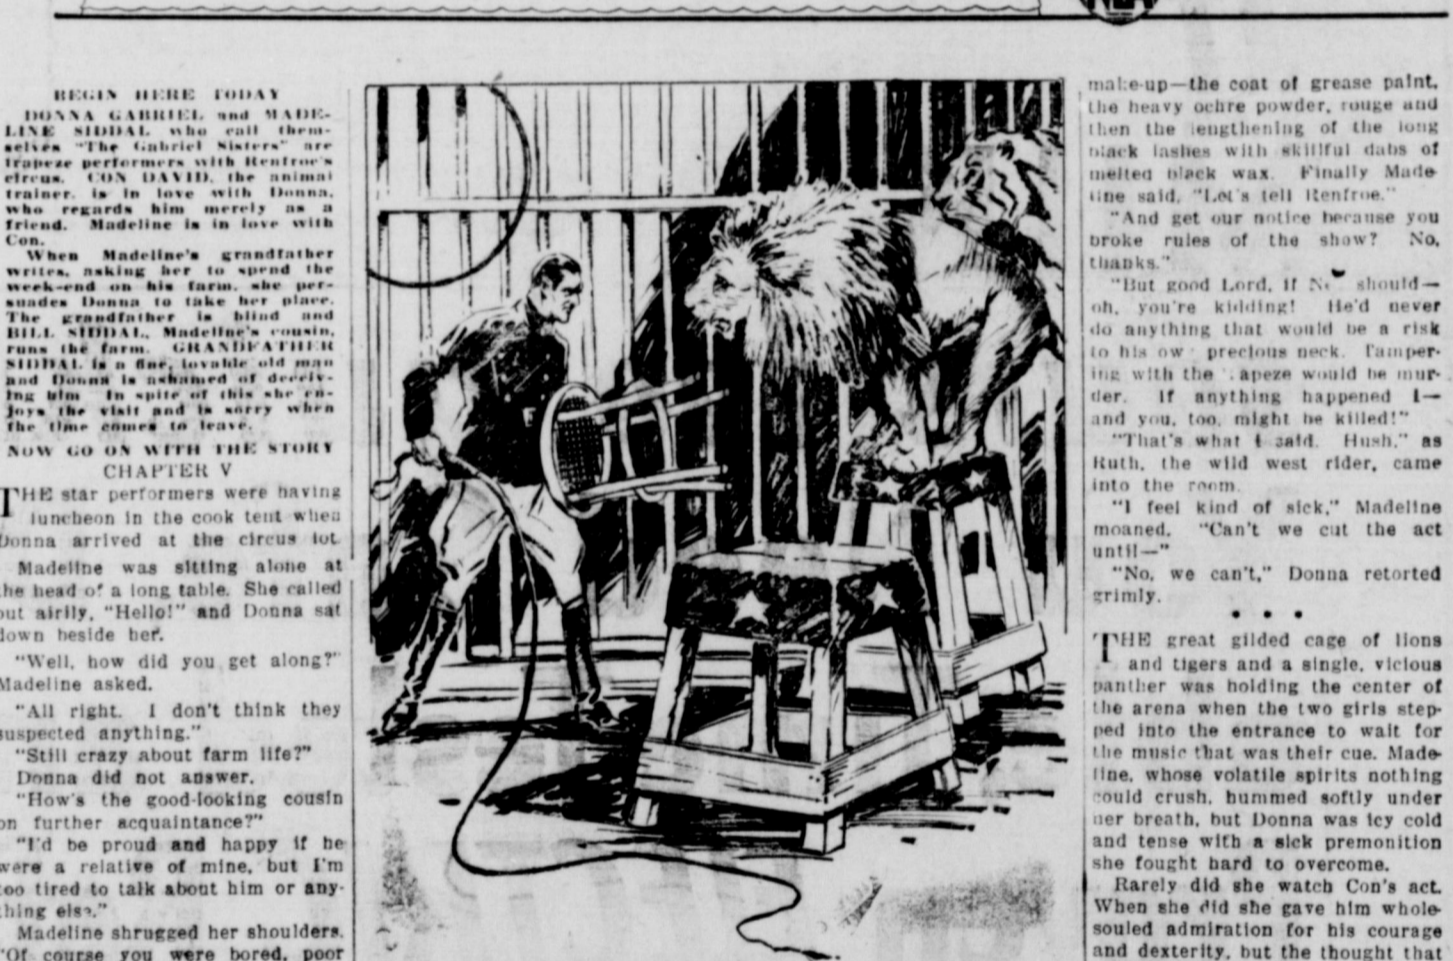 BEGIN HERE TODAY
DONNA GABRIEL and MADE-
LINE SIDDAL who call them-
selves "The Gabriel Sisters" are
trapeze performers with Renfroe's
circus. CON DAVID, the animal
trainer, is in love with Donna,
who regards him merely as a
friend. Madeline is in love with
Con.
When Madeline's grandfather
writes, asking her to spend the
week-end on his farm, she per-
suades Donna to take her place.
The grandfather is blind and
BILL SIDDAL, Madeline's cousin,
runs the farm. GRANDFATHER
SIDDAL is a fine, lovable old man
and Donna is ashamed of deceiv-
ing him. In spite of this she en-
joys the visit and is sorry when
the time comes to leave.
NOW GO ON WITH THE STORY
CHAPTER V
THE star performers were having
luncheon in the cook tent when
Donna arrived at the circus lot.
Madeline was sitting alone at
the head of a long table. She called
out airily, "Hello!" and Donna sat
down beside her.
"Well, how did you get along?"
Madeline asked.
"All right. I don't think they
suspected anything."
"Still crazy about farm life?"
Donna did not answer.
"How's the good-looking cousin
on further acquaintance?"
"I'd be proud and happy if he
were a relative of mine, but I'm
too tired to talk about him or any-
thing else."
Madeline shrugged her shoulders.
"Of course you were bored, poor
make-up—the coat of grease paint,
the heavy ochre powder, rouge and
then the lengthening of the long
black lashes with skillful dabs of
melted black wax. Finally Made-
line said, "Let's tell Renfroe."
"And get our notice because you
broke rules of the show? No,
thanks."
"But good Lord, if should—
oh, you're kidding! He'd never
do anything that would be a risk
to his own precious neck. Tamper-
ing with the trapeze would be mur-
der. If anything happened I—
and you, too, might be killed!"
"That's what I said. Hush," as
Ruth, the wild west rider, came
into the room.
"I feel kind of sick," Madeline
moaned. "Can't we cut the act
until—"
"No, we can't," Donna retorted
grimly.
• • •
THE great gilded cage of lions
and tigers and a single, vicious
panther was holding the center of
the arena when the two girls step-
ped into the entrance to wait for
the music that was their cue. Made-
line, whose volatile spirits nothing
could crush, hummed softly under
her breath, but Donna was icy cold
and tense with a sick premonition
she fought hard to overcome.
Rarely did she watch Con's act.
When she did she gave him whole-
souled admiration for his courage
and dexterity, but the thought that